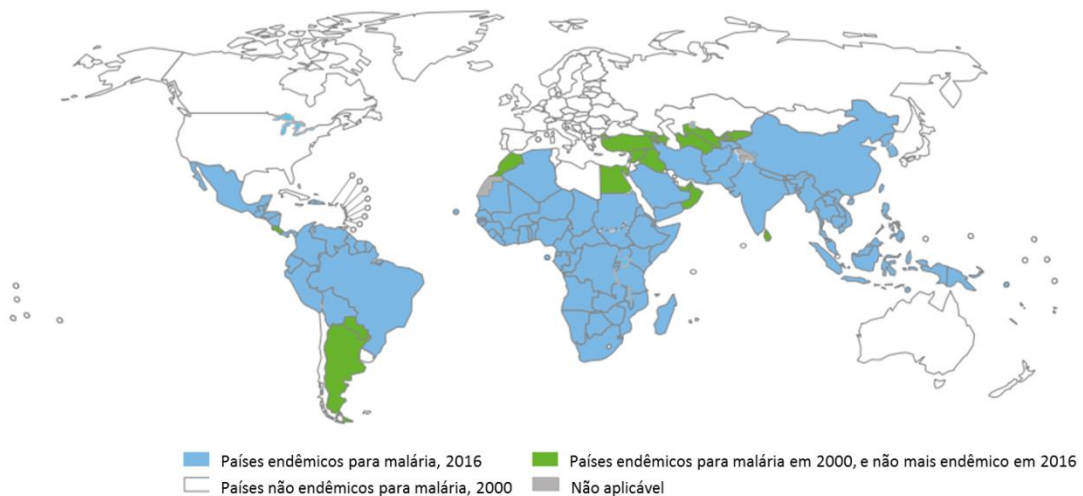 Países endêmicos para malária, 2016
Países endêmicos para malária em 2000, e não mais endêmico em 2016
Países não endêmicos para malária, 2000
Não aplicável